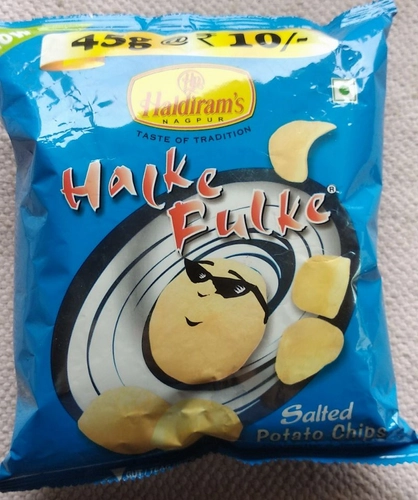 45g @ ₹ 10/-
Haldiram's
NAGPUR
TASTE OF TRADITION
Halke
Fulke®
Salted
Potato Chips